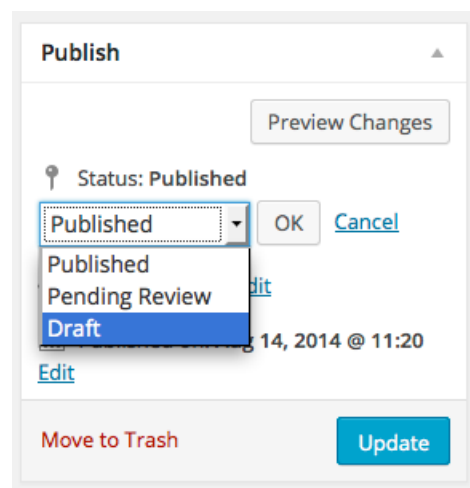 Publish
Preview Changes
Status: Published
Published OK Cancel
Published
Pending Review
Edit
Draft
14, 2014 @ 11:20
Edit
Move to Trash
Update